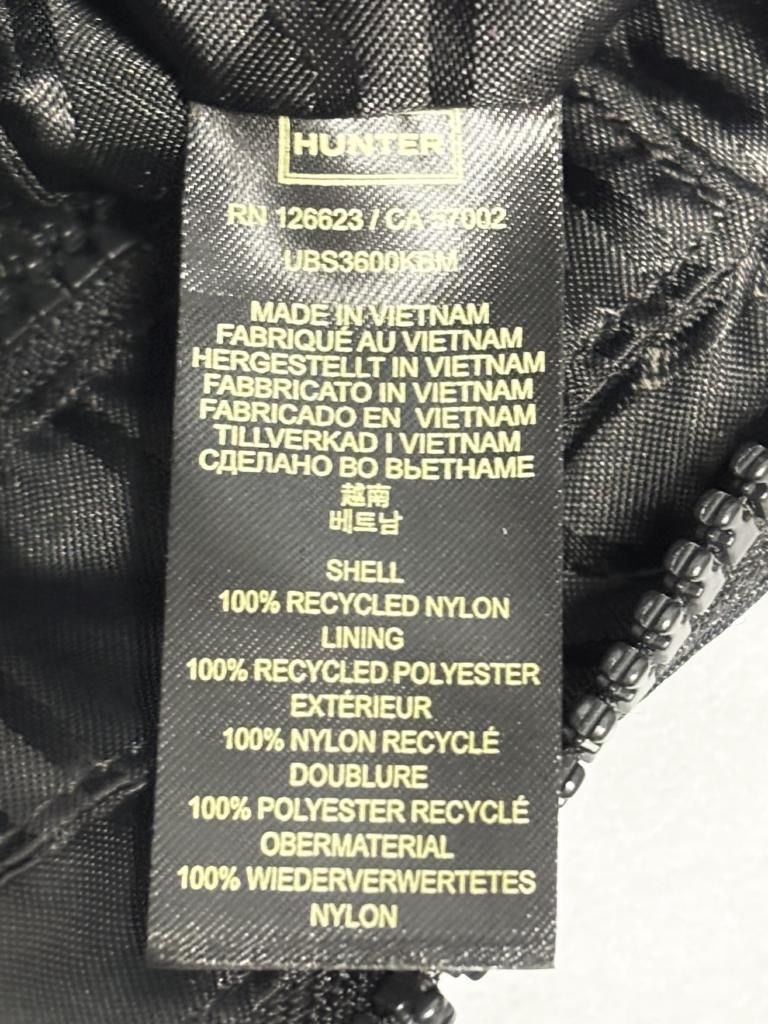 HUNTER
RN 126623 / CA 57002
UBS3600KBM
MADE IN VIETNAM
FABRIQUÉ AU VIETNAM
HERGESTELLT IN VIETNAM
FABBRICATO IN VIETNAM
FABRICADO EN VIETNAM
TILLVERKAD I VIETNAM
СДЕЛАНО ВО ВЬЕТНАМЕ
越南
베트남
SHELL
100% RECYCLED NYLON
LINING
100% RECYCLED POLYESTER
EXTÉRIEUR
100% NYLON RECYCLÉ
DOUBLURE
100% POLYESTER RECYCLÉ
OBERMATERIAL
100% WIEDERVERWERTETES
NYLON